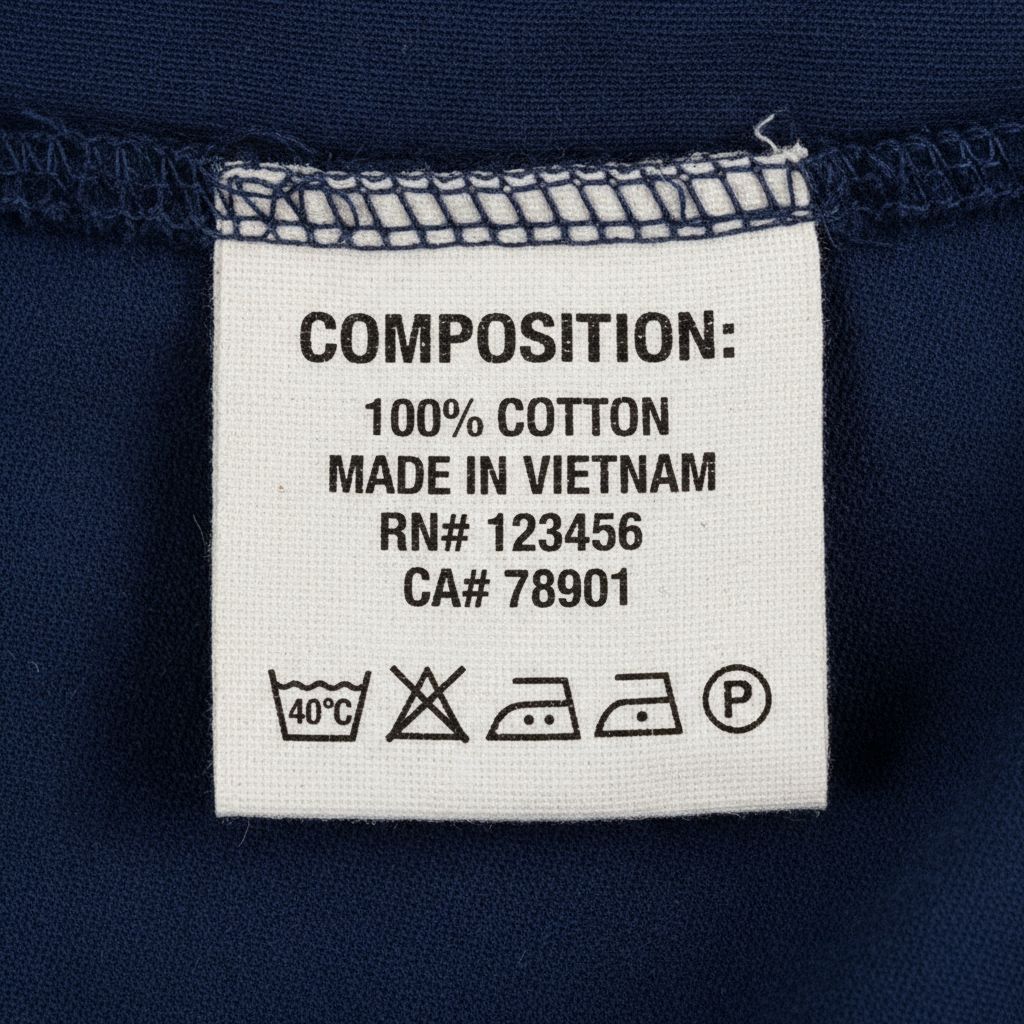 COMPOSITION:
100% COTTON
MADE IN VIETNAM
RN# 123456
CA# 78901
40°C P